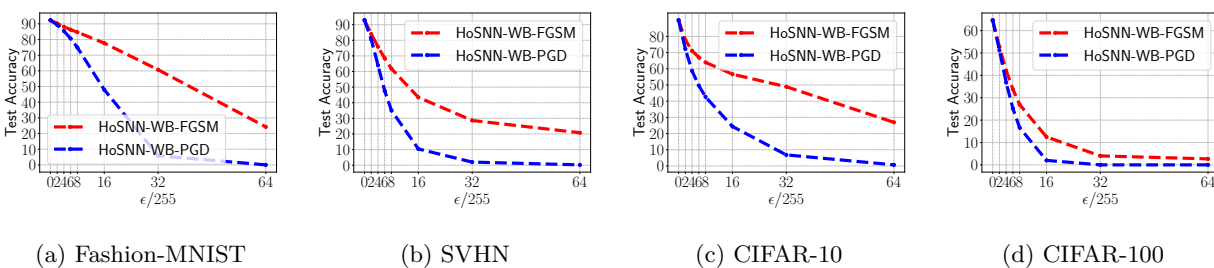 Test Accuracy
90
80
70
60
50
40
30
20
10
0
HoSNN-WB-FGSM
HoSNN-WB-PGD
0 2 4 6 8 16 32 64
ϵ/255
(a) Fashion-MNIST
Test Accuracy
90
80
70
60
50
40
30
20
10
0
HoSNN-WB-FGSM
HoSNN-WB-PGD
0 2 4 6 8 16 32 64
ϵ/255
(b) SVHN
Test Accuracy
80
70
60
50
40
30
20
10
0
HoSNN-WB-FGSM
HoSNN-WB-PGD
0 2 4 6 8 16 32 64
ϵ/255
(c) CIFAR-10
Test Accuracy
60
50
40
30
20
10
0
HoSNN-WB-FGSM
HoSNN-WB-PGD
0 2 4 6 8 16 32 64
ϵ/255
(d) CIFAR-100